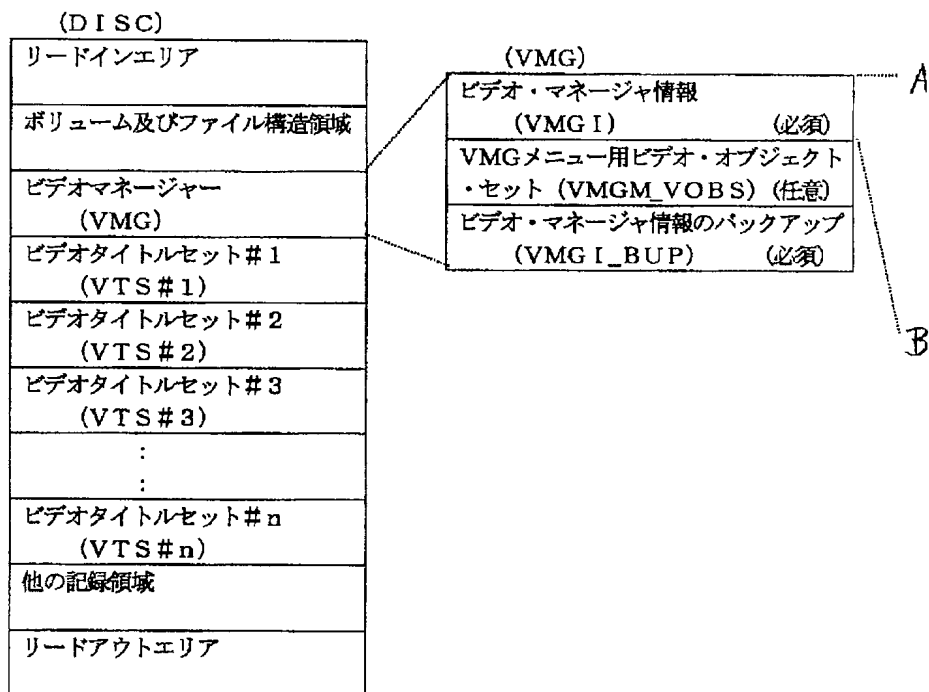 (DISC)
リードインエリア
ボリューム及びファイル構造領域
ビデオマネージャー
(VMG)
ビデオタイトルセット#1
(VTS#1)
ビデオタイトルセット#2
(VTS#2)
ビデオタイトルセット#3
(VTS#3)
:
:
ビデオタイトルセット#n
(VTS#n)
他の記録領域
リードアウトエリア
(VMG)
ビデオ・マネージャ情報
(VMGI) (必須)
VMGメニュー用ビデオ・オブジェクト
・セット(VMGM_VOBS)(任意)
ビデオ・マネージャ情報のバックアップ
(VMGI_BUP) (必須)
A
B